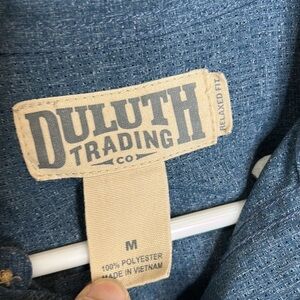 DULUTH
TRADING
CO
RELAXED FIT
M
100% POLYESTER
MADE IN VIETNAM